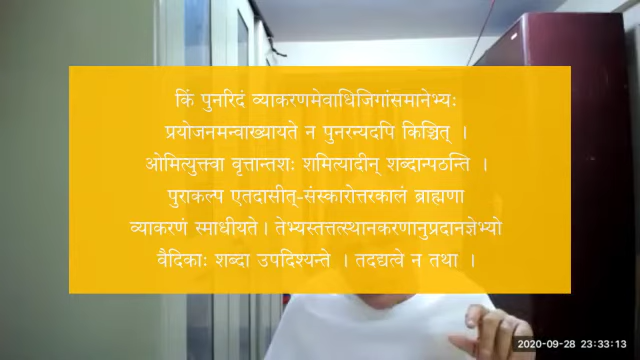 किं पुनरिदं व्याकरणमेवाधिजिगांसमानेभ्यः
प्रयोजनमन्वाख्यायते न पुनरन्यदपि किञ्चित् ।
ओमित्युक्त्वा वृत्तान्तशः शमित्यादीन् शब्दान्पठन्ति ।
पुराकल्प एतदासीत्-संस्कारोत्तरकालं ब्राह्मणा
व्याकरणं स्माधीयते। तेभ्यस्तत्तत्स्थानकरणानुप्रदानज्ञेभ्यो
वैदिकाः शब्दा उपदिश्यन्ते । तदद्यत्वे न तथा ।
2020-09-28 23:33:13